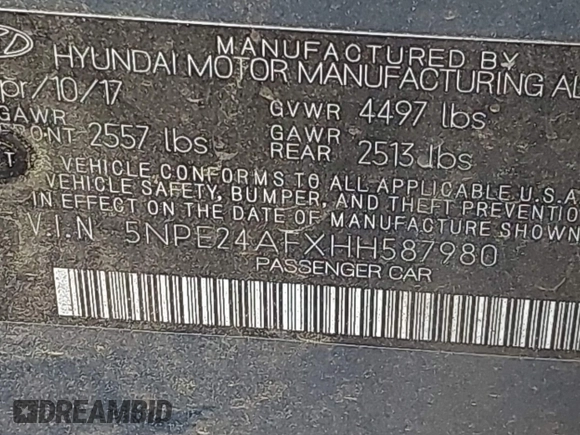 MANUFACTURED BY
HYUNDAI MOTOR MANUFACTURING AL
pr/10/17
GVWR 4497 lbs
GAWR
FRONT 2557 lbs
GAWR
REAR 2513 lbs
T
VEHICLE CONFORMS TO ALL APPLICABLE U.S.A
VEHICLE SAFETY, BUMPER, AND THEFT PREVENTION
IN EFFECT ON THE DATE OF MANUFACTURE SHOWN
V.I.N 5NPE24AFXHH587980
PASSENGER CAR
DREAMBID